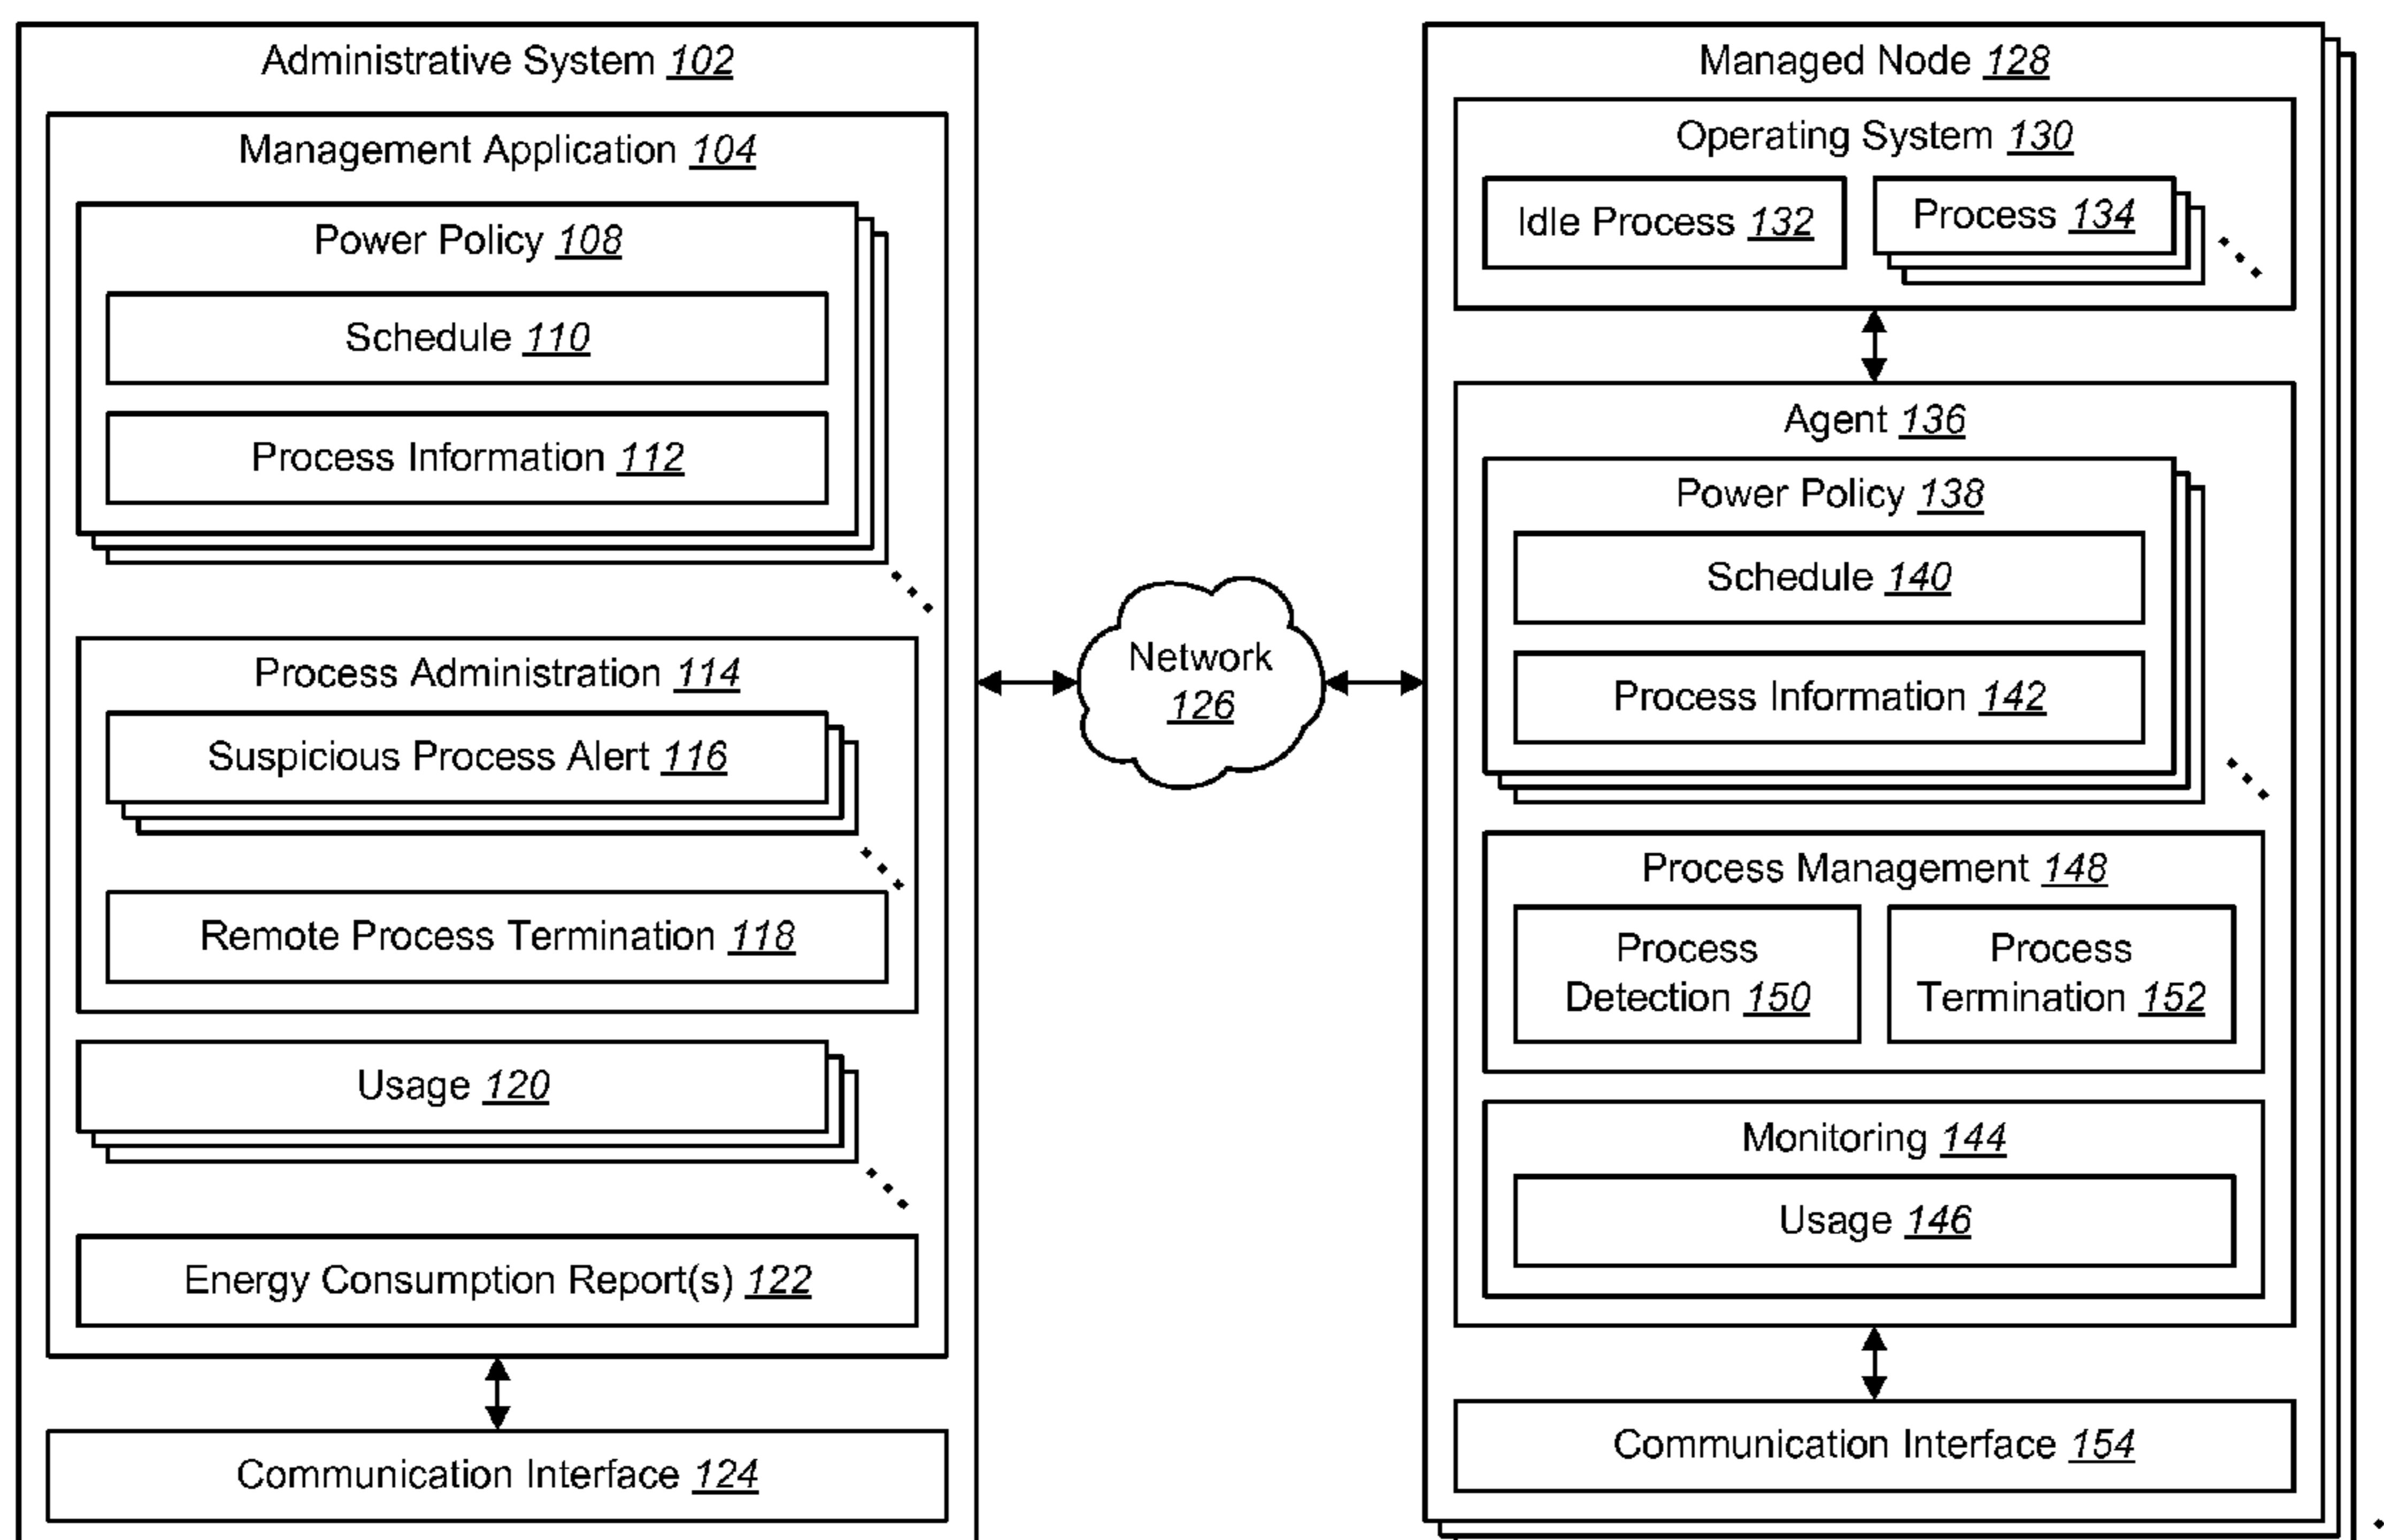 Administrative System 102
Management Application 104
Power Policy 108
Schedule 110
Process Information 112
Process Administration 114
Suspicious Process Alert 116
Remote Process Termination 118
Usage 120
Energy Consumption Report(s) 122
Communication Interface 124
Network
126
Managed Node 128
Operating System 130
Idle Process 132
Process 134
Agent 136
Power Policy 138
Schedule 140
Process Information 142
Process Management 148
Process
Detection 150
Process
Termination 152
Monitoring 144
Usage 146
Communication Interface 154